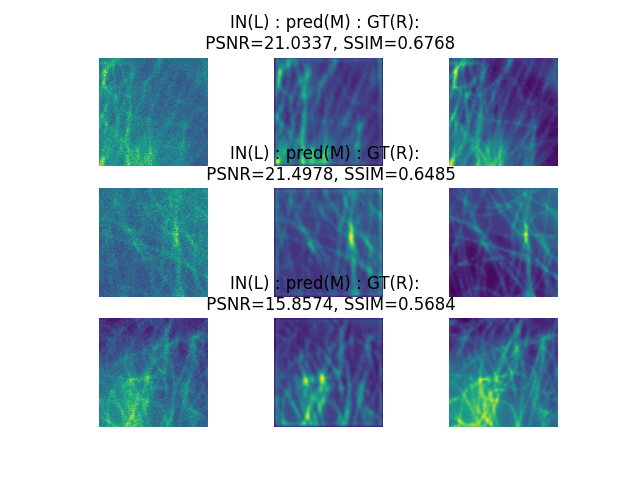 IN(L) : pred(M) : GT(R):
PSNR=21.0337, SSIM=0.6768
IN(L) : pred(M) : GT(R):
PSNR=21.4978, SSIM=0.6485
IN(L) : pred(M) : GT(R):
PSNR=15.8574, SSIM=0.5684